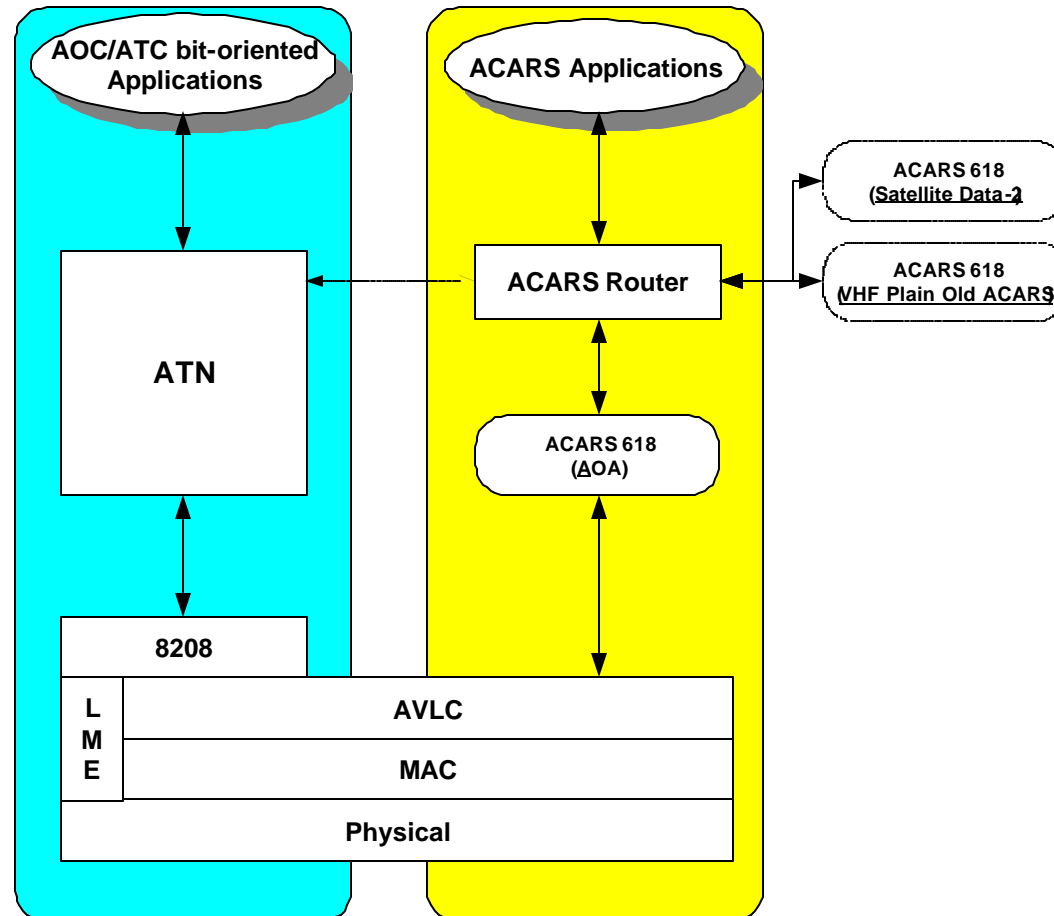 AOC/ATC bit-oriented
Applications
ACARS Applications
ACARS 618
(Satellite Data-2)
ACARS 618
(VHF Plain Old ACARS)
ACARS Router
ATN
ACARS 618
(AOA)
8208
L
M
E
AVLC
MAC
Physical